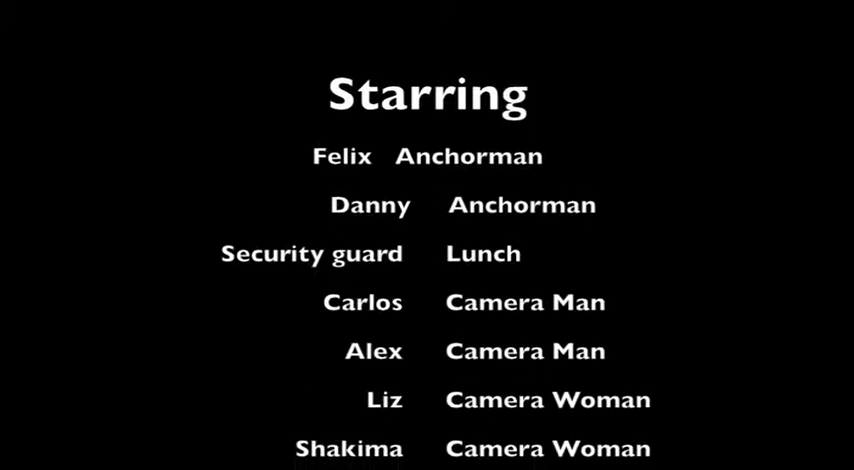 Starring
Felix Anchorman
Danny Anchorman
Security guard Lunch
Carlos Camera Man
Alex Camera Man
Liz Camera Woman
Shakima Camera Woman